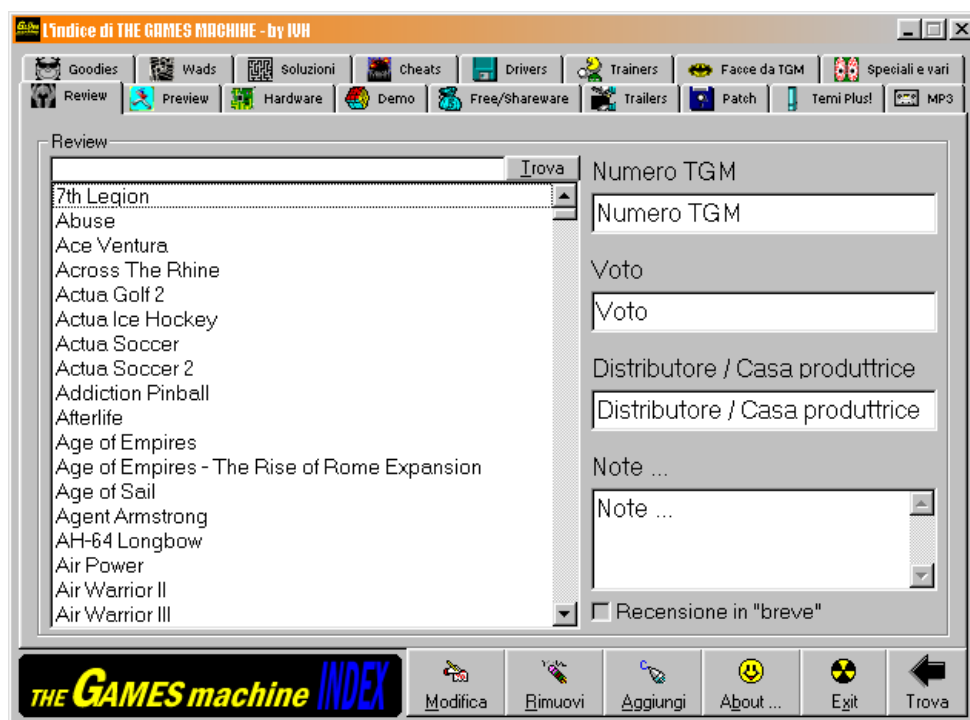 L'indice di THE GAMES MACHINE - by IVH
Goodies
Wads
Soluzioni
Cheats
Drivers
Trainers
Facce da TGM
Speciali e vari
Review
Preview
Hardware
Demo
Free/Shareware
Trailers
Patch
Temi Plus!
MP3
Review
Trova
7th Legion
Abuse
Ace Ventura
Across The Rhine
Actua Golf 2
Actua Ice Hockey
Actua Soccer
Actua Soccer 2
Addiction Pinball
Afterlife
Age of Empires
Age of Empires - The Rise of Rome Expansion
Age of Sail
Agent Armstrong
AH-64 Longbow
Air Power
Air Warrior II
Air Warrior III
Numero TGM
Numero TGM
Voto
Voto
Distributore / Casa produttrice
Distributore / Casa produttrice
Note ...
Note ...
Recensione in "breve"
THE GAMES machine INDEX
Modifica
Rimuovi
Aggiungi
About ...
Exit
Trova